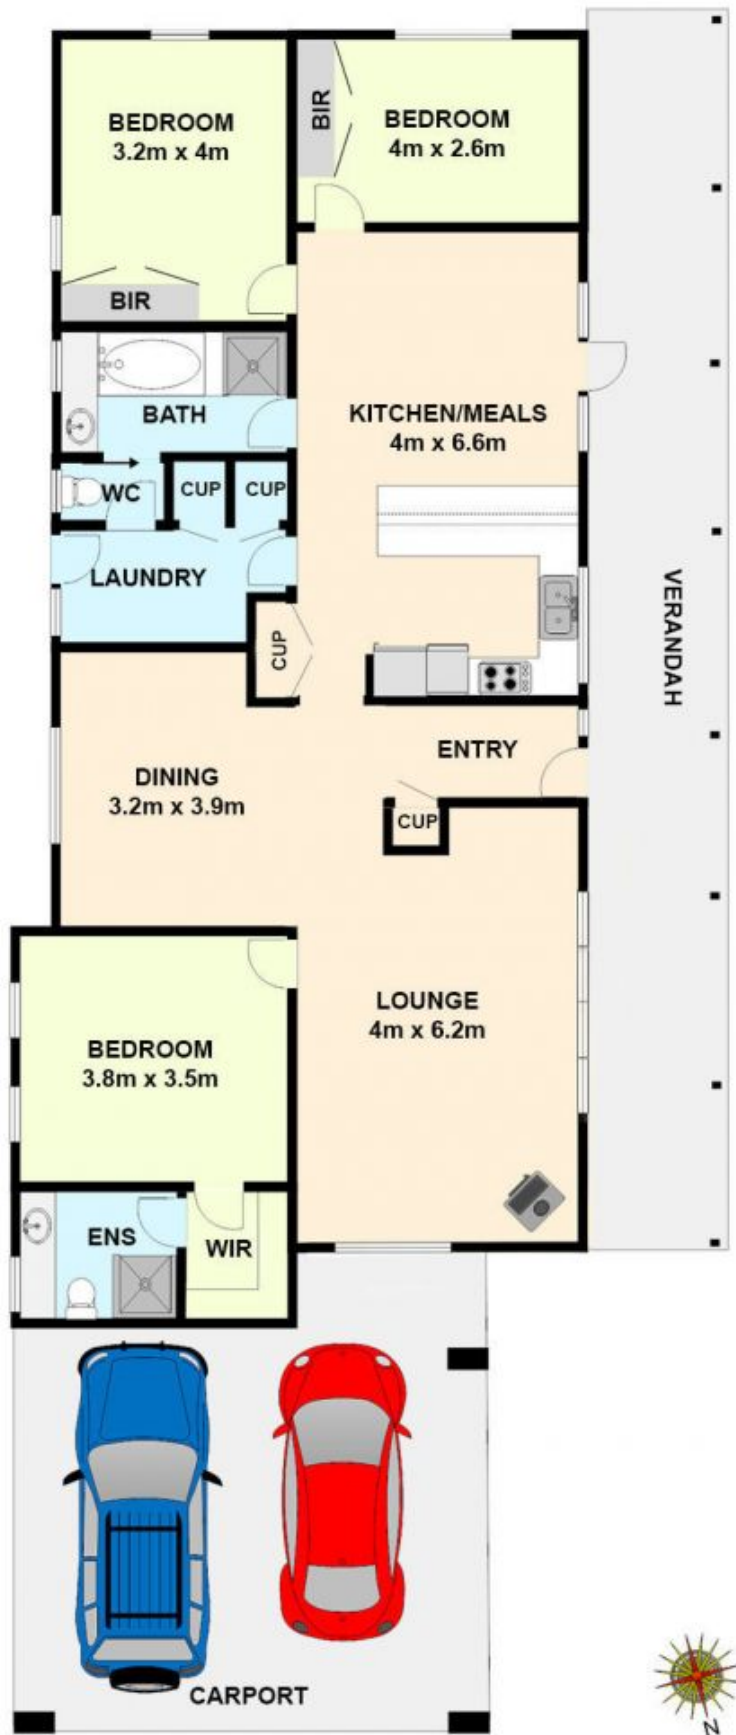 BEDROOM
3.2m x 4m
BIR
BEDROOM
4m x 2.6m
BIR
BATH
KITCHEN/MEALS
4m x 6.6m
WC
CUP
CUP
LAUNDRY
CUP
VERANDAH
ENTRY
DINING
3.2m x 3.9m
CUP
LOUNGE
4m x 6.2m
BEDROOM
3.8m x 3.5m
ENS
WIR
CARPORT
N